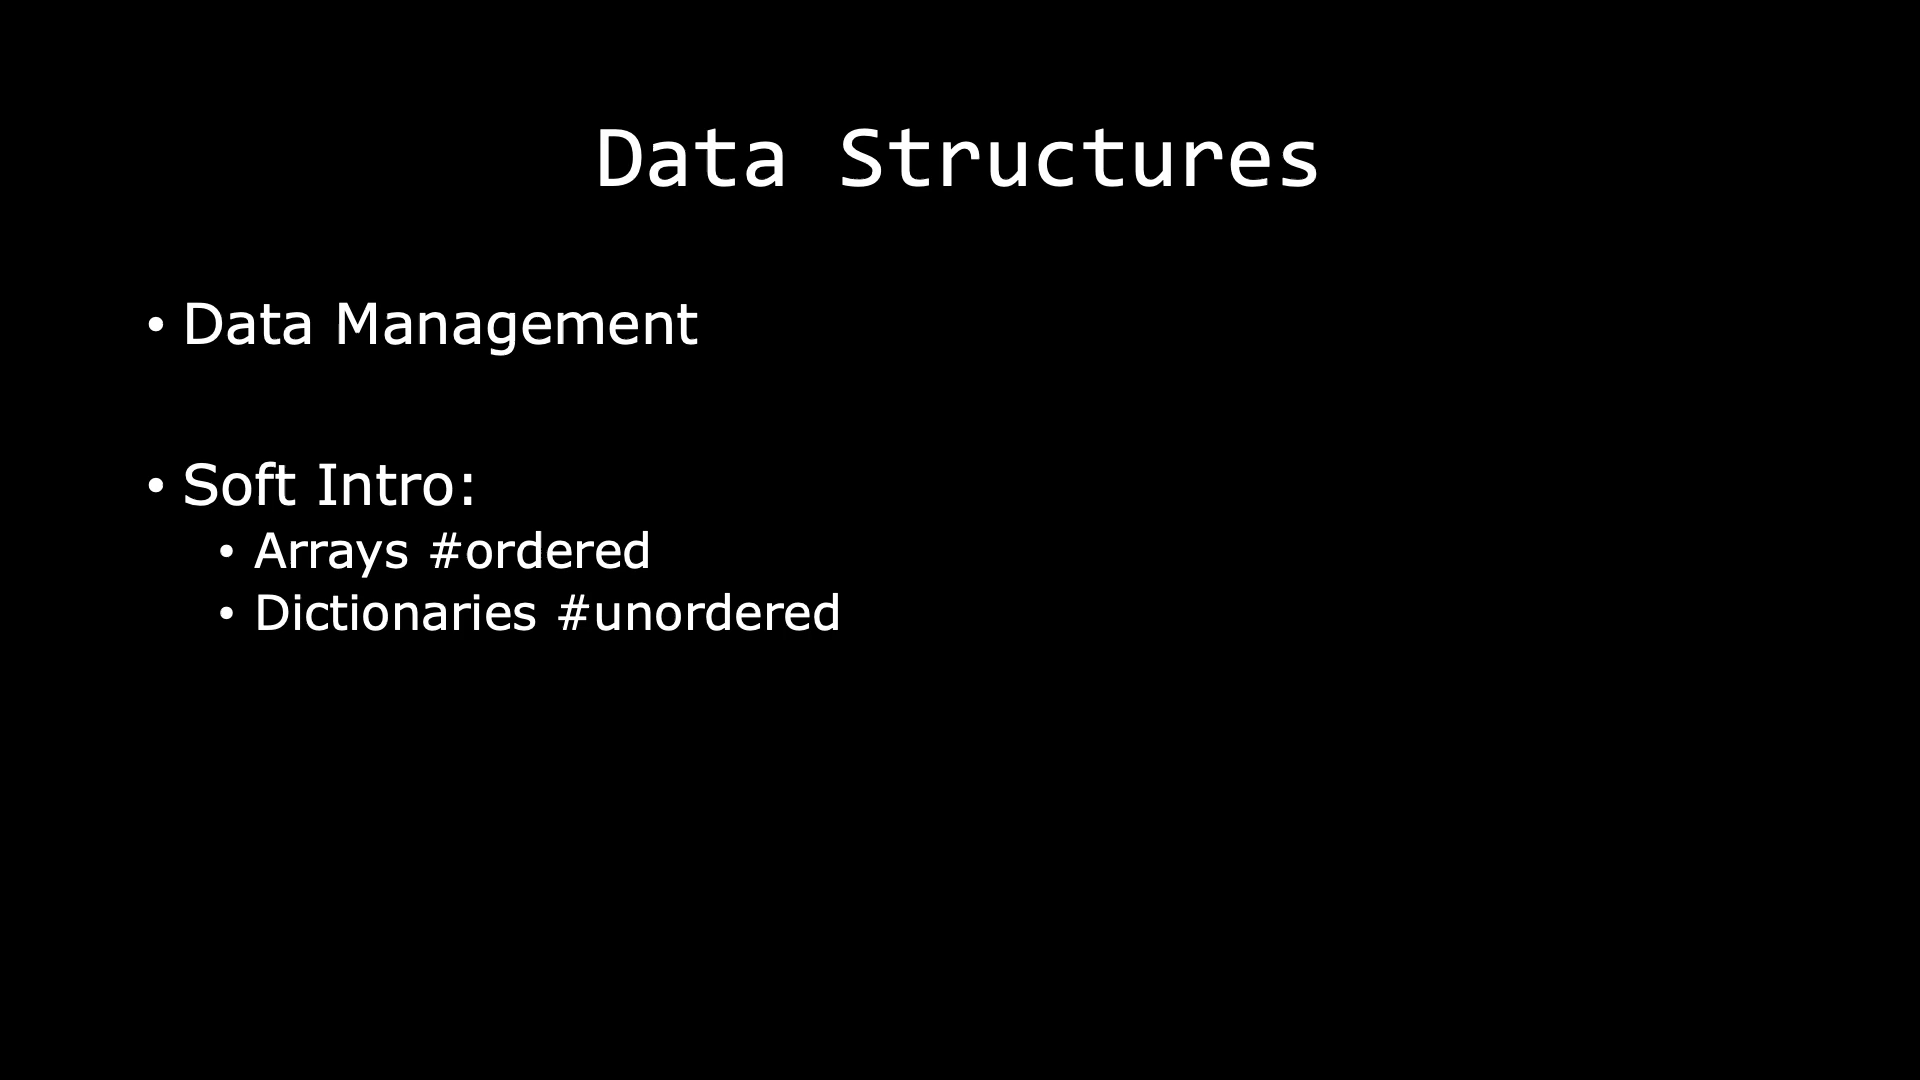 Data Structures
• Data Management
• Soft Intro:
• Arrays #ordered
• Dictionaries #unordered